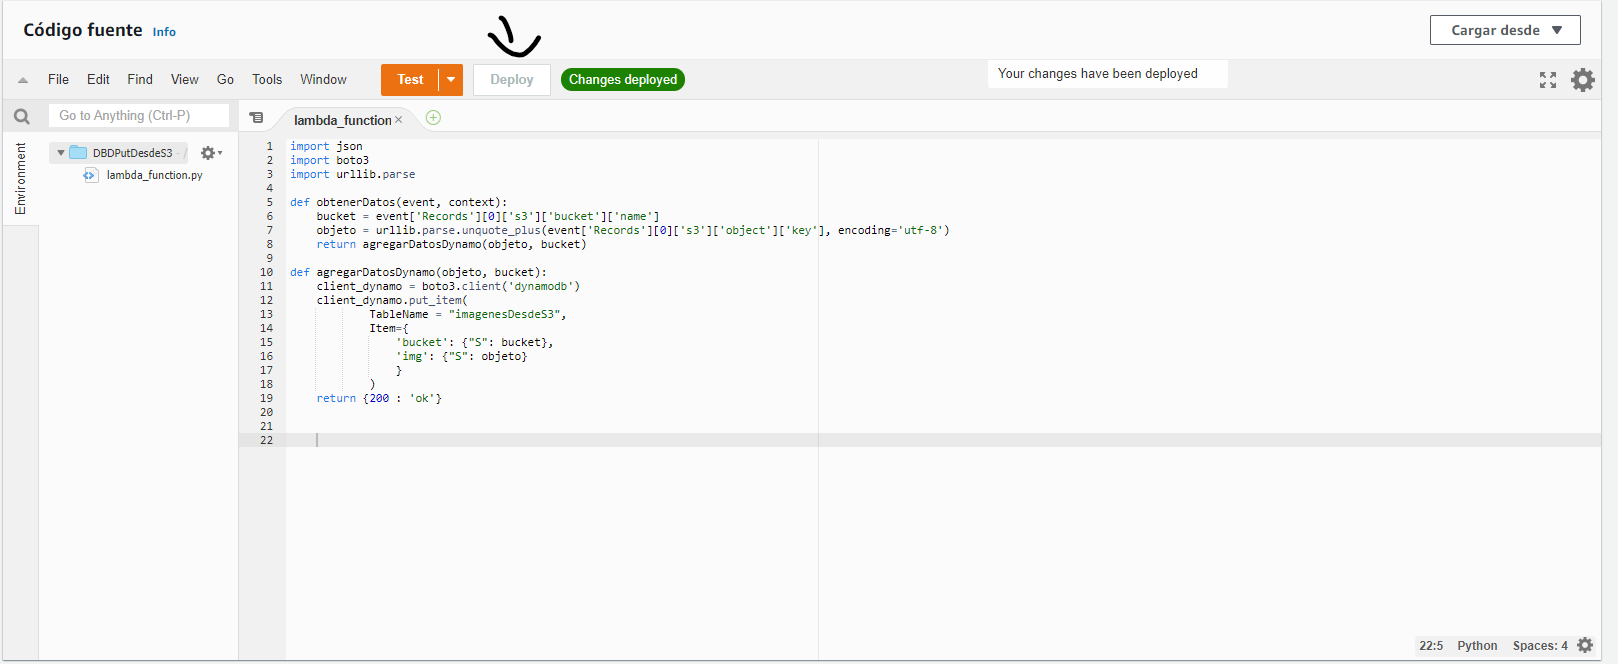 Código fuente Info
Cargar desde
File Edit Find View Go Tools Window Test Deploy Changes deployed Your changes have been deployed
Go to Anything (Ctrl-P)
lambda_function
Environment
DBDPutDesdeS3 - /
lambda_function.py
1 import json
2 import boto3
3 import urllib.parse
4
5 def obtenerDatos(event, context):
6     bucket = event['Records'][0]['s3']['bucket']['name']
7     objeto = urllib.parse.unquote_plus(event['Records'][0]['s3']['object']['key'], encoding='utf-8')
8     return agregarDatosDynamo(objeto, bucket)
9
10 def agregarDatosDynamo(objeto, bucket):
11     client_dynamo = boto3.client('dynamodb')
12     client_dynamo.put_item(
13             TableName = "imagenesDesdeS3",
14             Item={
15                 'bucket': {"S": bucket},
16                 'img': {"S": objeto}
17                 }
18             )
19     return {200 : 'ok'}
20
21
22
22:5 Python Spaces: 4